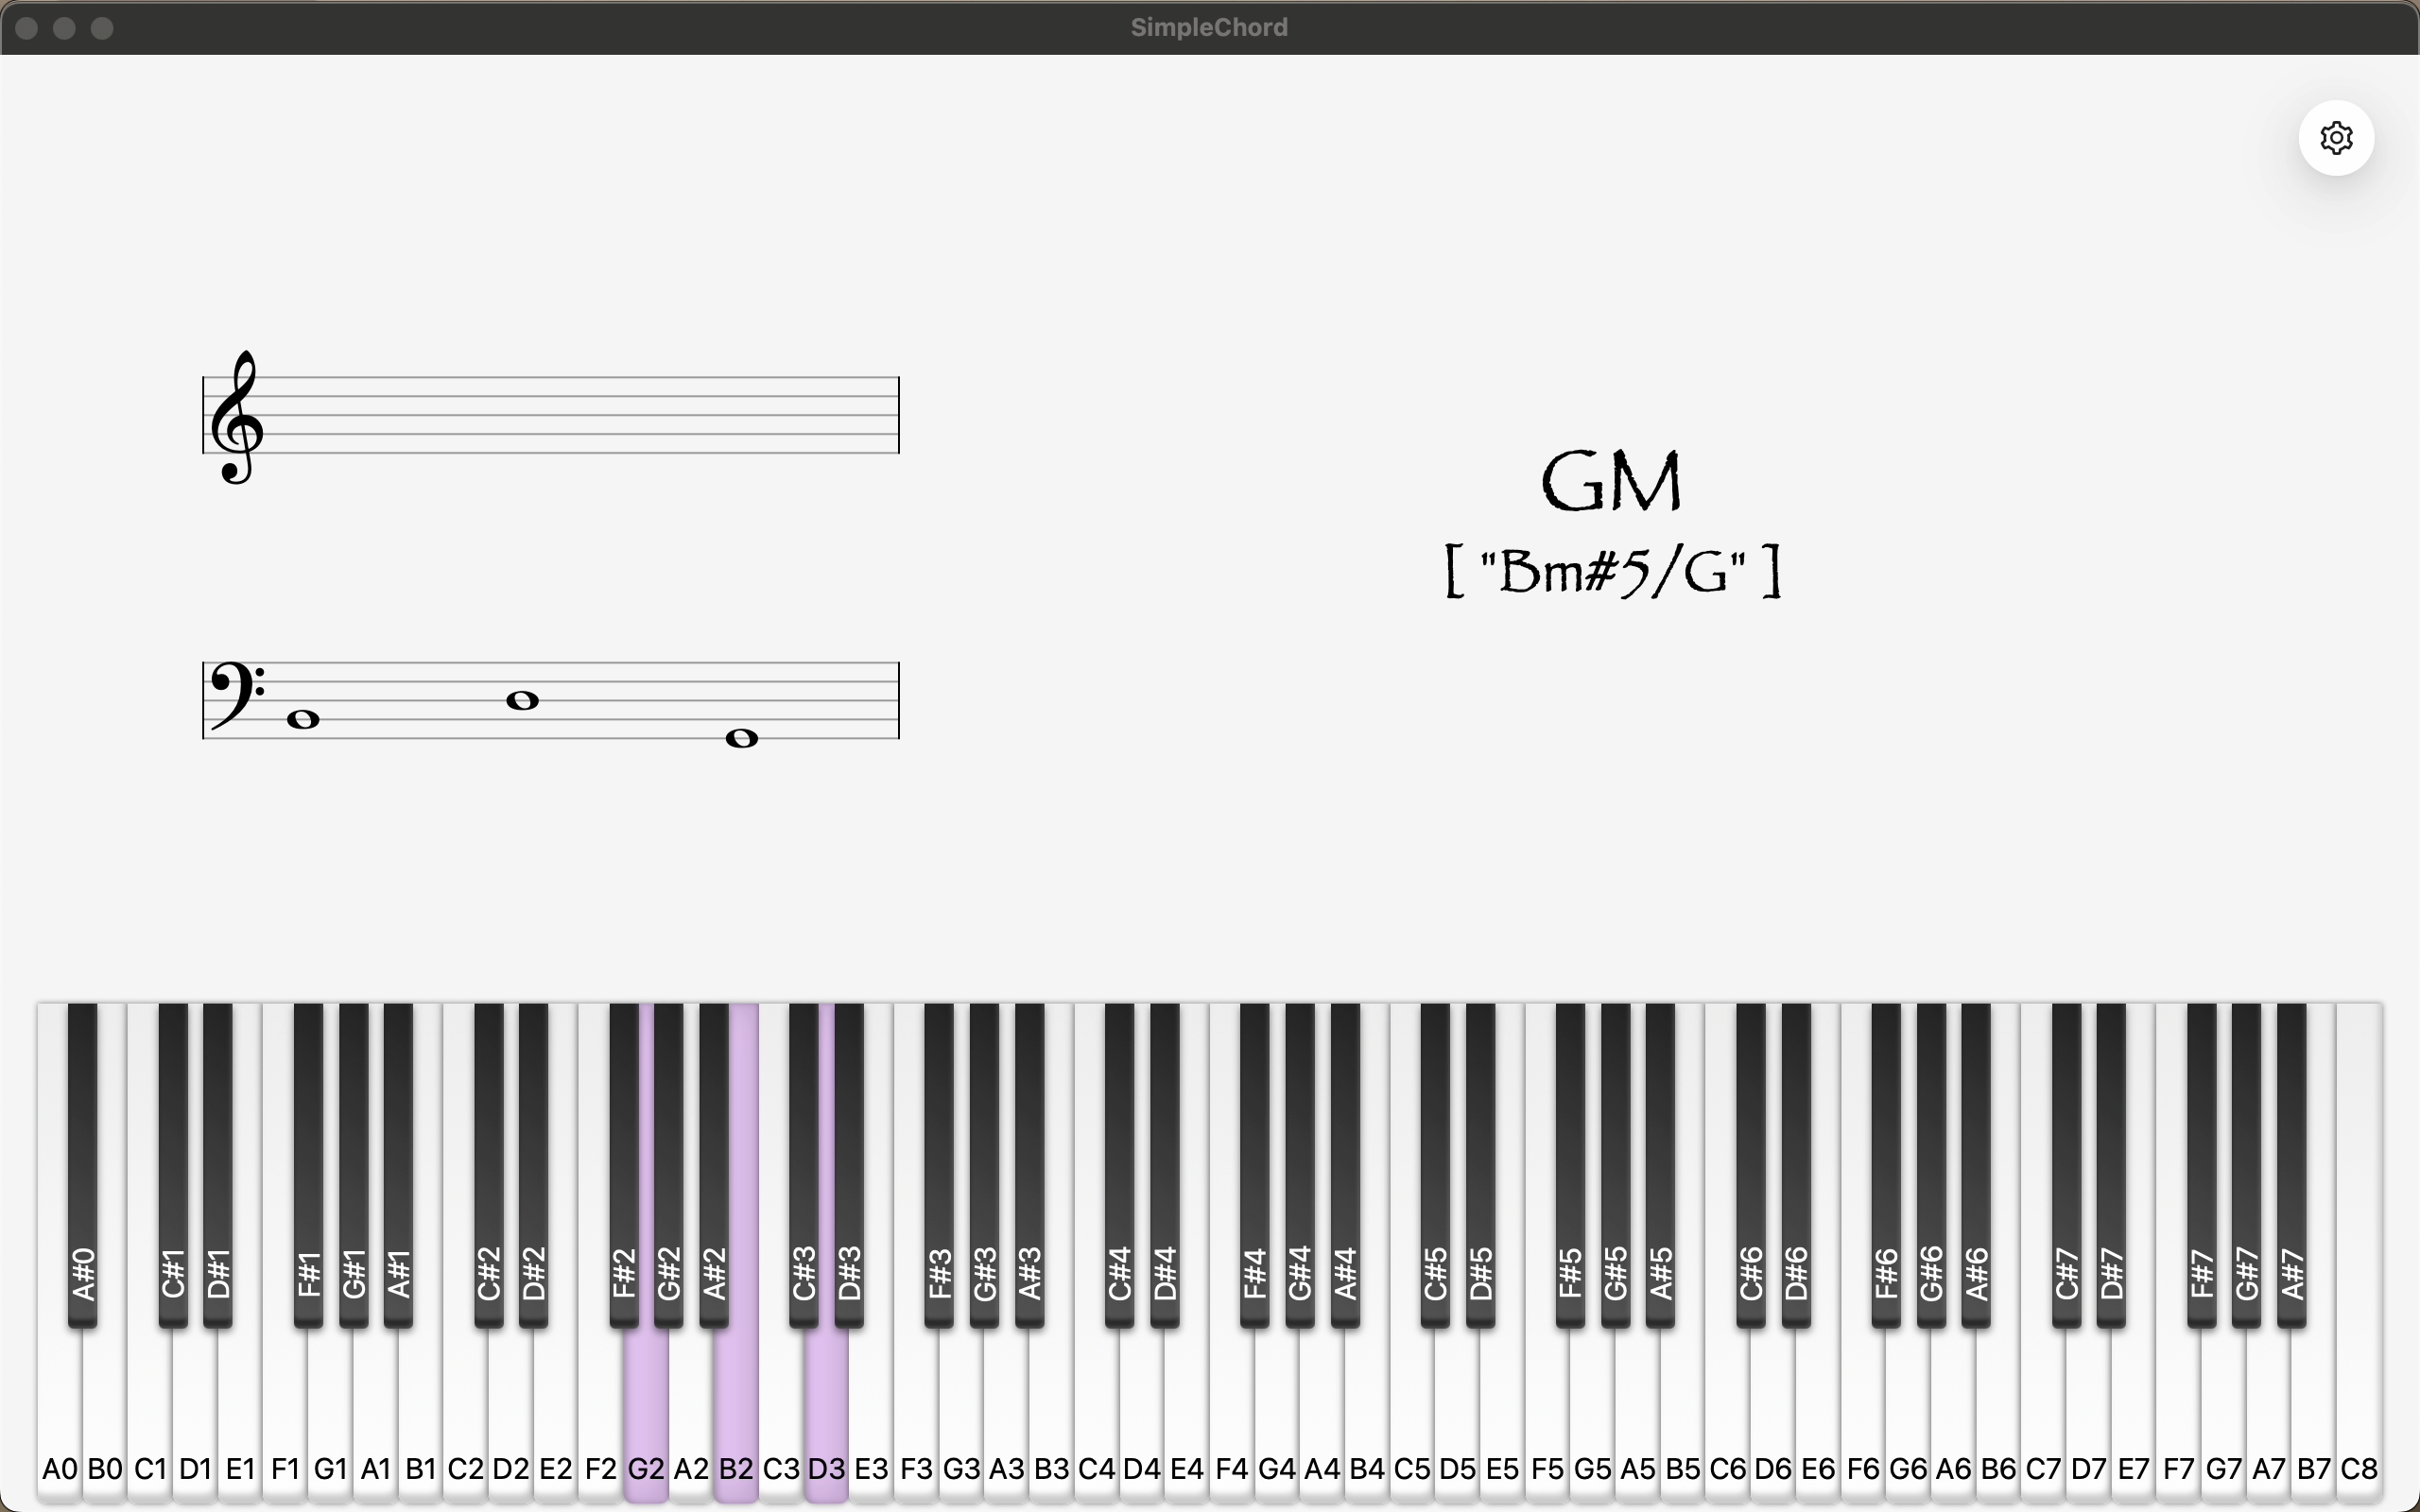 SimpleChord
GM
[ "Bm#5/G" ]
A#0 C#1 D#1 F#1 G#1 A#1 C#2 D#2 F#2 G#2 A#2 C#3 D#3 F#3 G#3 A#3 C#4 D#4 F#4 G#4 A#4 C#5 D#5 F#5 G#5 A#5 C#6 D#6 F#6 G#6 A#6 C#7 D#7 F#7 G#7 A#7
A0 B0 C1 D1 E1 F1 G1 A1 B1 C2 D2 E2 F2 G2 A2 B2 C3 D3 E3 F3 G3 A3 B3 C4 D4 E4 F4 G4 A4 B4 C5 D5 E5 F5 G5 A5 B5 C6 D6 E6 F6 G6 A6 B6 C7 D7 E7 F7 G7 A7 B7 C8